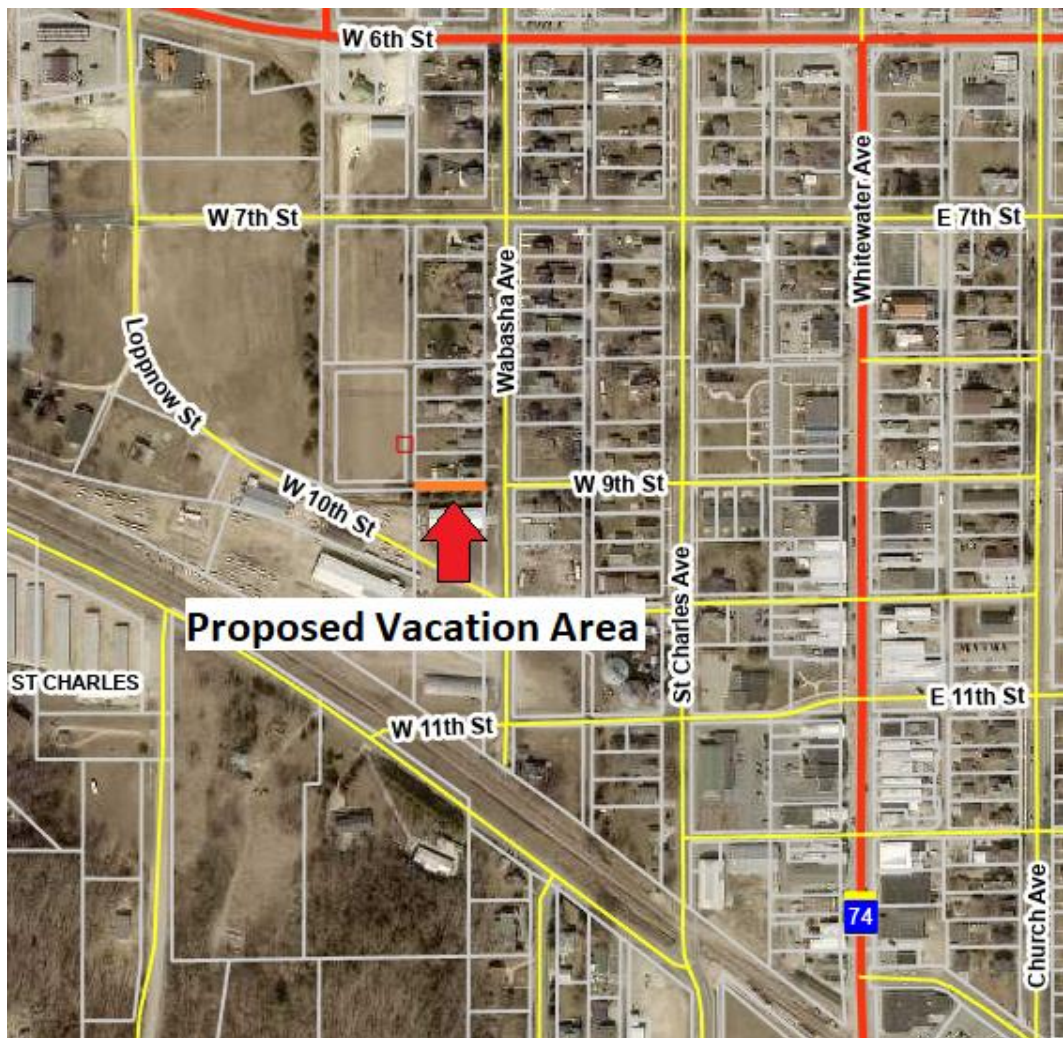 W 6th St
W 7th St
E 7th St
Whitewater Ave
Wabasha Ave
Loppnow St
W 9th St
W 10th St
Proposed Vacation Area
St Charles Ave
ST CHARLES
E 11th St
W 11th St
74
Church Ave